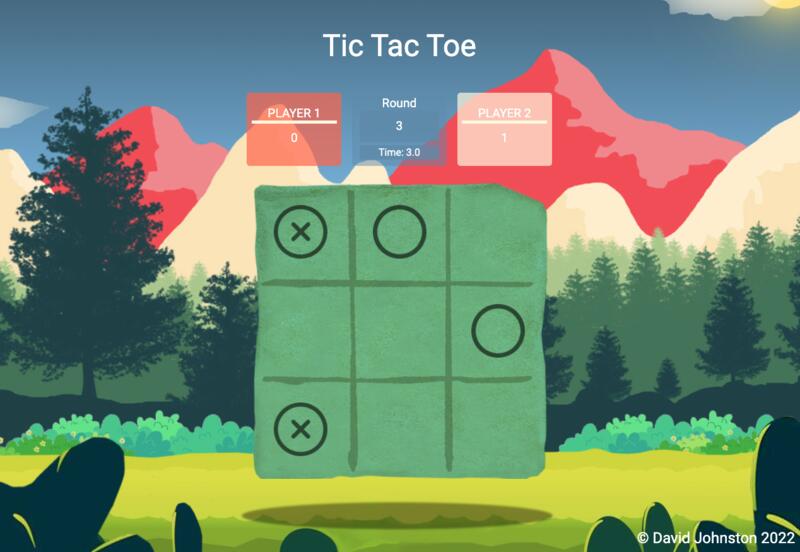 Tic Tac Toe
PLAYER 1
0
Round
3
Time: 3.0
PLAYER 2
1
© David Johnston 2022